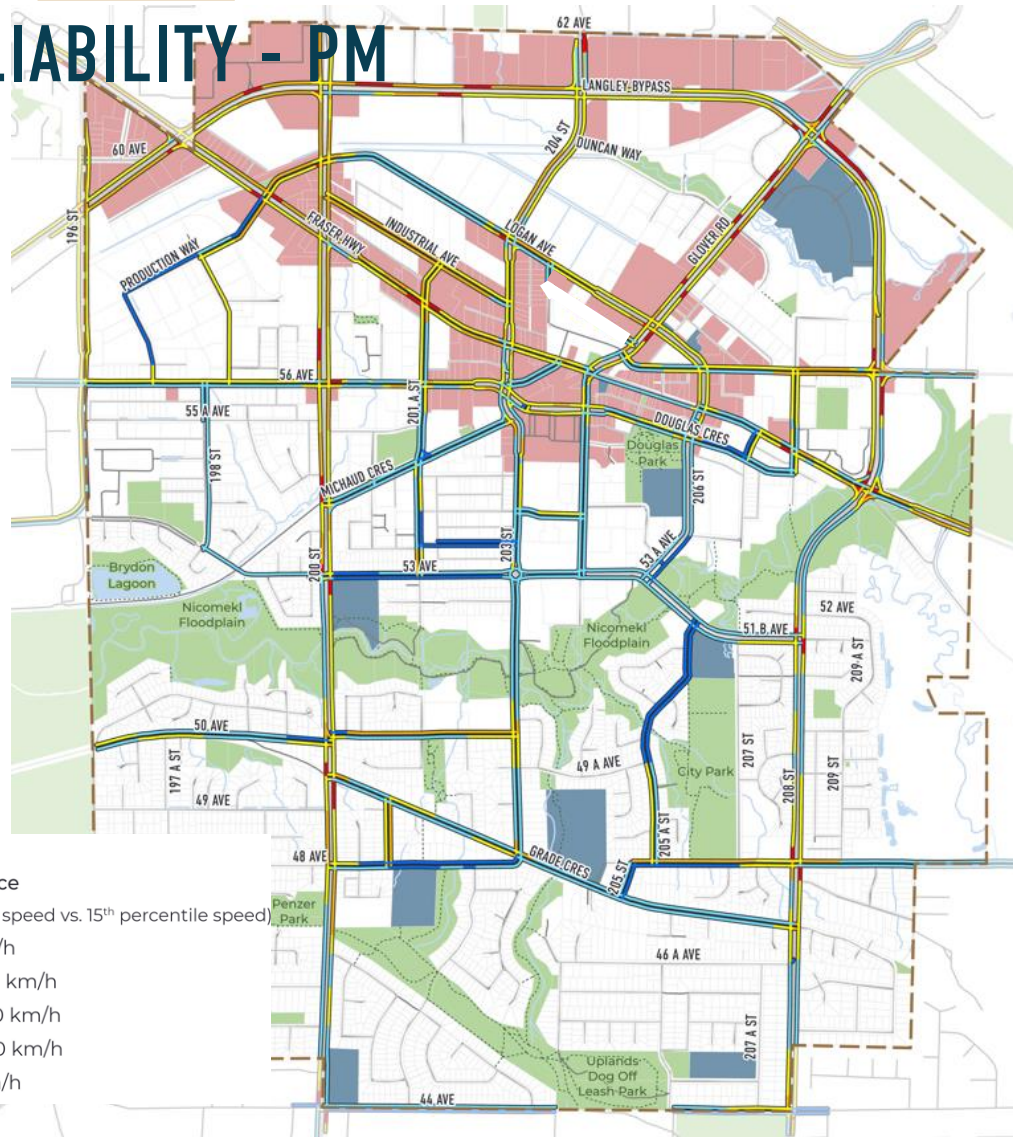 LIABILITY - PM
62 AVE
LANGLEY BYPASS
204 ST
DUNCAN WAY
60 AVE
196 ST
FRASER HWY
INDUSTRIAL AVE
LOGAN AVE
GLOVER RD
PRODUCTION WAY
56 AVE
201 A ST
55 A AVE
198 ST
MICHAUD CRES
DOUGLAS CRES
Douglas
Park
206 ST
200 ST
203 ST
53 AVE
53 A AVE
Brydon
Lagoon
Nicomekl
Floodplain
Nicomekl
Floodplain
52 AVE
51 B AVE
209 A ST
50 AVE
197 A ST
49 A AVE
City Park
207 ST
208 ST
209 ST
49 AVE
205 A ST
48 AVE
GRADE CRES
205 ST
ce
speed vs. 15th percentile speed)
/h
km/h
0 km/h
0 km/h
/h
Penzer
Park
46 A AVE
207 A ST
Uplands
Dog Off
Leash Park
44 AVE